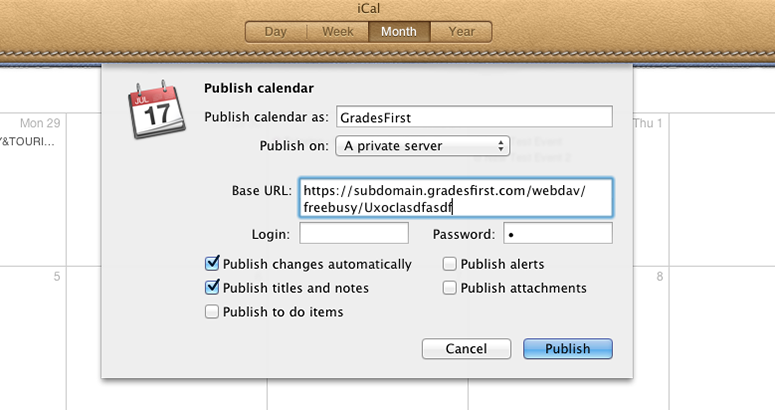 iCal
Day Week Month Year
Publish calendar
JUL
17
Publish calendar as: GradesFirst
Mon 29
Thu 1
Y&TOURI...
Publish on: A private server
Base URL: https://subdomain.gradesfirst.com/webdav/
freebusy/UxocIasdfasdf
Login: Password: •
Publish changes automatically Publish alerts
5
8
Publish titles and notes Publish attachments
Publish to do items
Cancel Publish